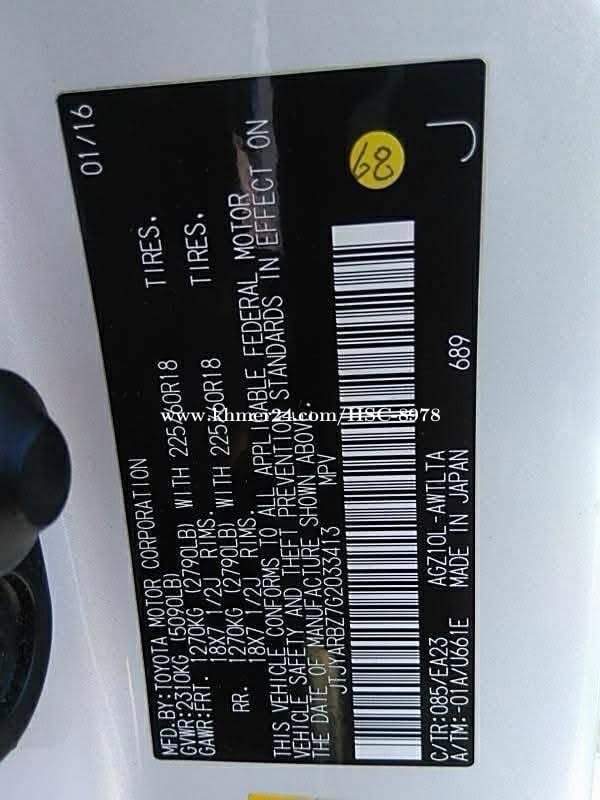 MFD.BY:TOYOTA MOTOR CORPORATION 01/16
GVWR:2310KG (5090LB)
GAWR:FRT. 1270KG (2790LB) WITH 225/60R18 TIRES.
18X7 1/2J RIMS.
RR. 1270KG (2790LB) WITH 225/60R18 TIRES.
18X7 1/2J RIMS.
THIS VEHICLE CONFORMS TO ALL APPLICABLE FEDERAL MOTOR
VEHICLE SAFETY AND THEFT PREVENTION STANDARDS IN EFFECT ON
THE DATE OF MANUFACTURE SHOWN ABOVE.
JTJYARBZ7G2033413 MPV
68
C/TR:085/EA23 AGZ10L-AWTLTA
A/TM:-01A/U661E MADE IN JAPAN 689
J
www.khmer24.com/HSC-8978